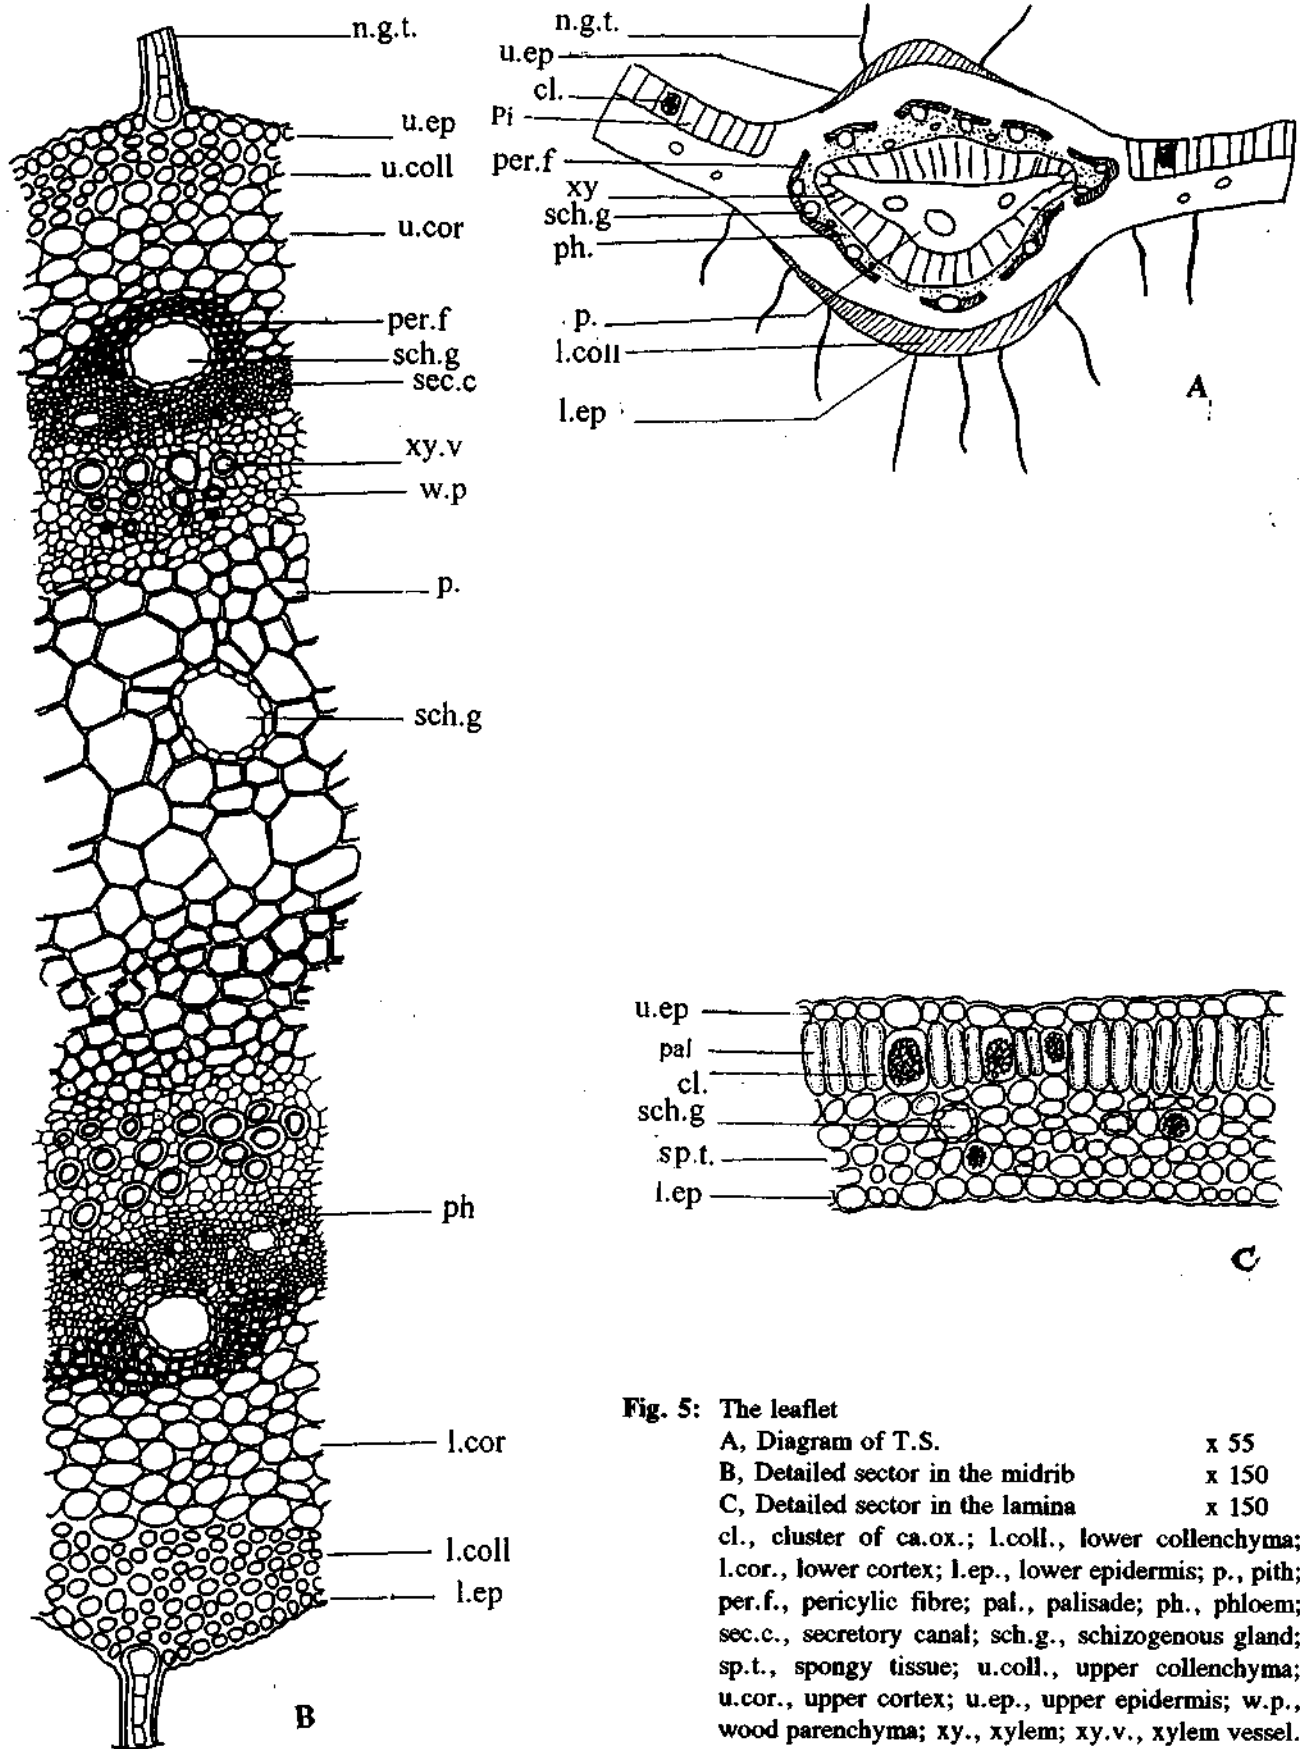 n.g.t.
u.ep
u.coll
u.cor
per.f
sch.g
sec.c
xy.v
w.p
p.
sch.g
ph
l.cor
l.coll
l.ep
B
n.g.t.
u.ep
cl.
Pi
per.f
xy
sch.g
ph.
p.
l.coll
l.ep
A
u.ep
pal
cl.
sch.g
sp.t.
l.ep
C
Fig. 5: The leaflet
A, Diagram of T.S. x 55
B, Detailed sector in the midrib x 150
C, Detailed sector in the lamina x 150
cl., cluster of ca.ox.; l.coll., lower collenchyma;
l.cor., lower cortex; l.ep., lower epidermis; p., pith;
per.f., pericylic fibre; pal., palisade; ph., phloem;
sec.c., secretory canal; sch.g., schizogenous gland;
sp.t., spongy tissue; u.coll., upper collenchyma;
u.cor., upper cortex; u.ep., upper epidermis; w.p.,
wood parenchyma; xy., xylem; xy.v., xylem vessel.